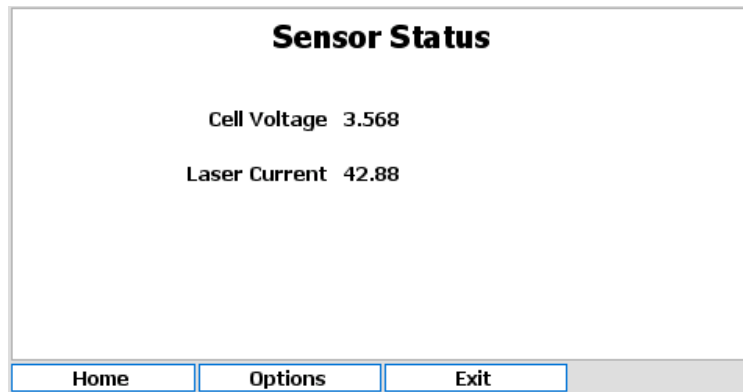 Sensor Status
Cell Voltage 3.568
Laser Current 42.88
Home Options Exit